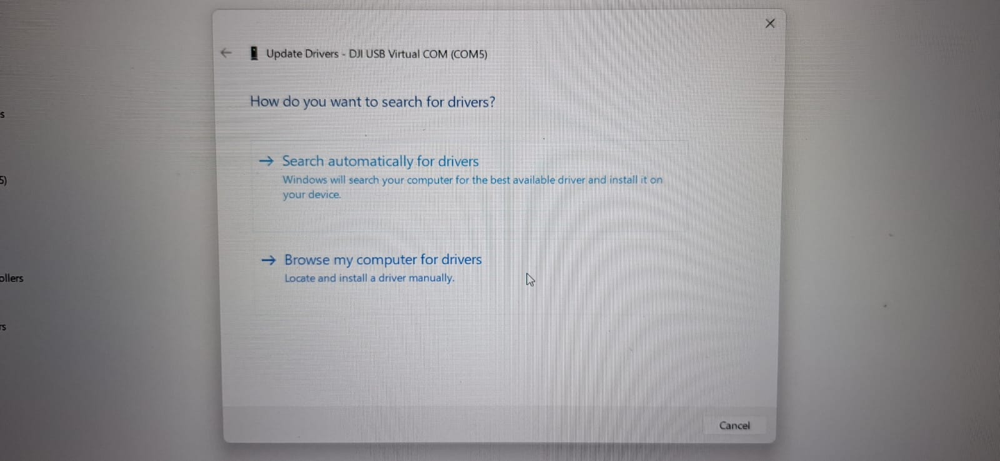 Update Drivers - DJI USB Virtual COM (COM5)
How do you want to search for drivers?
s
Search automatically for drivers
Windows will search your computer for the best available driver and install it on
your device.
5)
Browse my computer for drivers
Locate and install a driver manually.
ollers
rs
Cancel